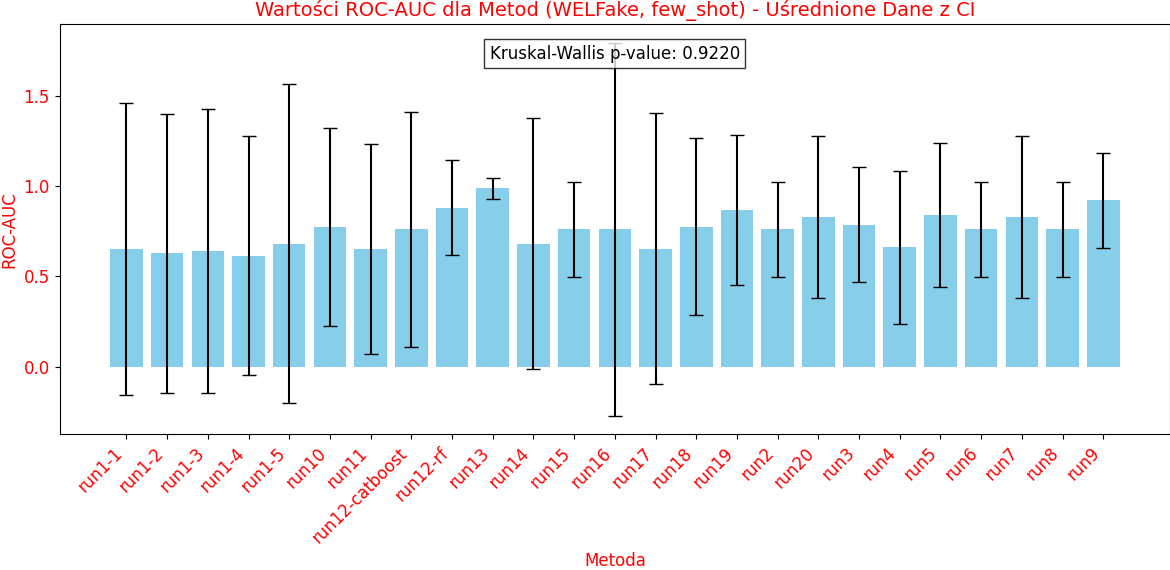 Wartości ROC-AUC dla Metod (WELFake, few_shot) - Uśrednione Dane z CI
Kruskal-Wallis p-value: 0.9220
ROC-AUC
1.5
1.0
0.5
0.0
run1-1
run1-2
run1-3
run1-4
run1-5
run10
run11
run12-catboost
run12-rf
run13
run14
run15
run16
run17
run18
run19
run2
run20
run3
run4
run5
run6
run7
run8
run9
Metoda